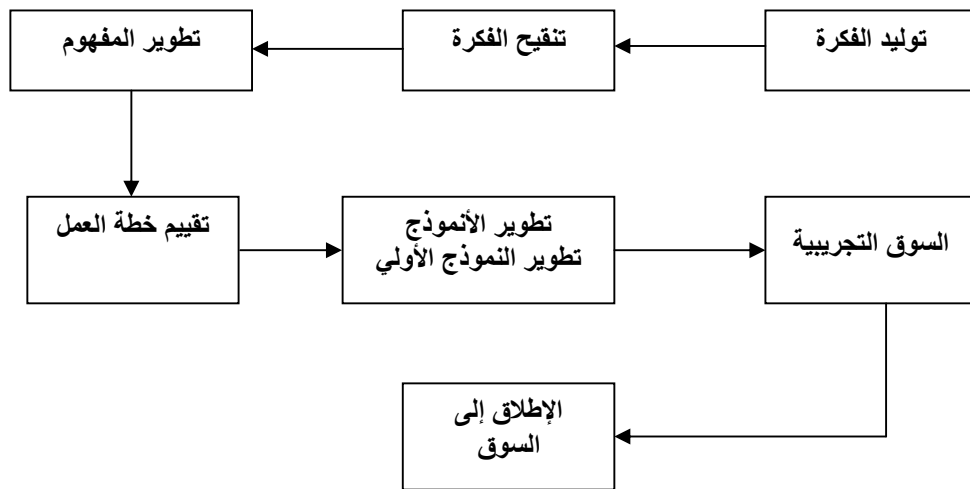 توليد الفكرة
تنقيح الفكرة
تطوير المفهوم
تقييم خطة العمل
تطوير الأنموذج
تطوير النموذج الأولي
السوق التجريبية
الإطلاق إلى
السوق